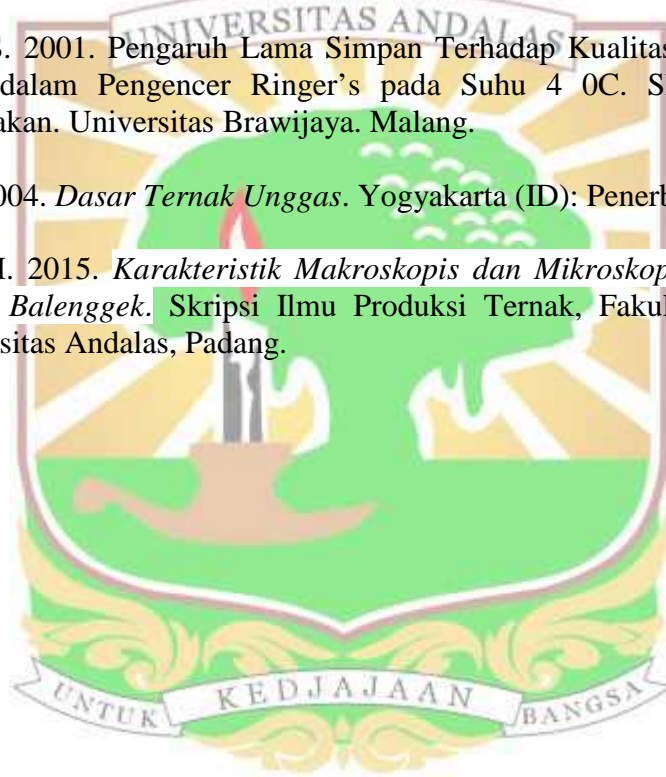 UNIVERSITAS ANDALAS
S. 2001. Pengaruh Lama Simpan Terhadap Kualitas
dalam Pengencer Ringer's pada Suhu 4 0C. S
akan. Universitas Brawijaya. Malang.
004. Dasar Ternak Unggas. Yogyakarta (ID): Penerb
I. 2015. Karakteristik Makroskopis dan Mikroskop
Balenggek. Skripsi Ilmu Produksi Ternak, Fakul
sitas Andalas, Padang.
UNTUK KEDJAJAAN BANGSA